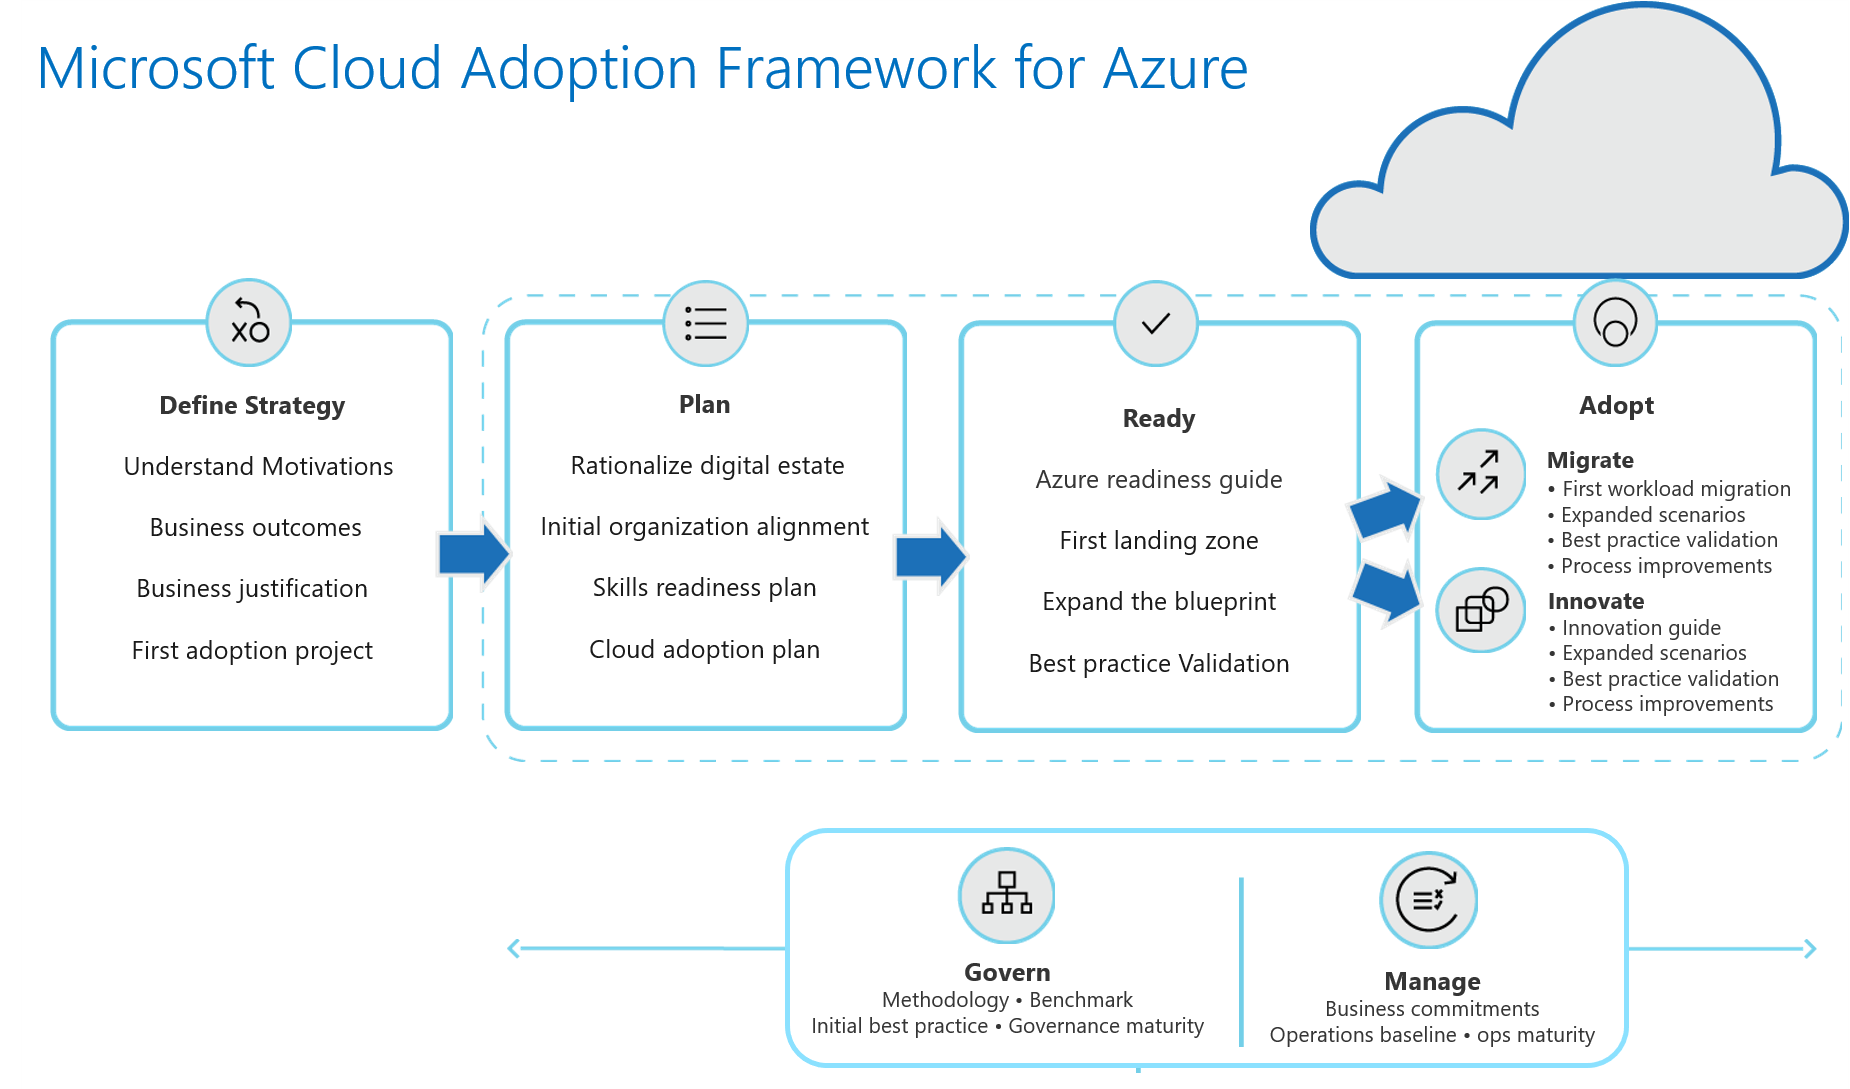 Microsoft Cloud Adoption Framework for Azure
Define Strategy
Understand Motivations
Business outcomes
Business justification
First adoption project
Plan
Rationalize digital estate
Initial organization alignment
Skills readiness plan
Cloud adoption plan
Ready
Azure readiness guide
First landing zone
Expand the blueprint
Best practice Validation
Adopt
Migrate
• First workload migration
• Expanded scenarios
• Best practice validation
• Process improvements
Innovate
• Innovation guide
• Expanded scenarios
• Best practice validation
• Process improvements
Govern
Methodology • Benchmark
Initial best practice • Governance maturity
Manage
Business commitments
Operations baseline • ops maturity